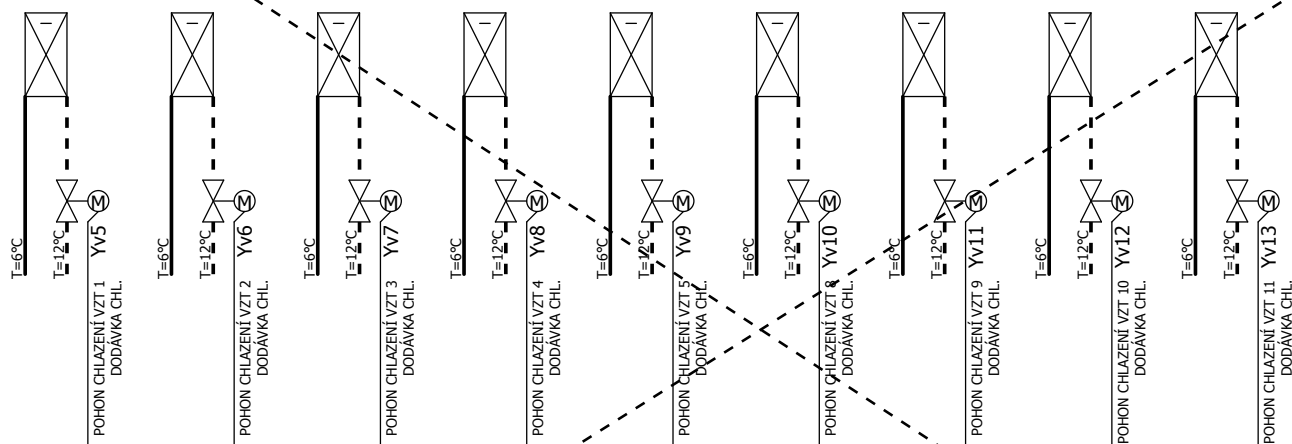 T=6°C
T=12°C
M
Yv5
POHON CHLAZENÍ VZT 1
DODÁVKA CHL.
T=6°C
T=12°C
M
Yv6
POHON CHLAZENÍ VZT 2
DODÁVKA CHL.
T=6°C
T=12°C
M
Yv7
POHON CHLAZENÍ VZT 3
DODÁVKA CHL.
T=6°C
T=12°C
M
Yv8
POHON CHLAZENÍ VZT 4
DODÁVKA CHL.
T=6°C
T=12°C
M
Yv9
POHON CHLAZENÍ VZT 5
DODÁVKA CHL.
T=6°C
T=12°C
M
Yv10
POHON CHLAZENÍ VZT 8
DODÁVKA CHL.
T=6°C
T=12°C
M
Yv11
POHON CHLAZENÍ VZT 9
DODÁVKA CHL.
T=6°C
T=12°C
M
Yv12
POHON CHLAZENÍ VZT 10
DODÁVKA CHL.
T=6°C
T=12°C
M
Yv13
POHON CHLAZENÍ VZT 11
DODÁVKA CHL.